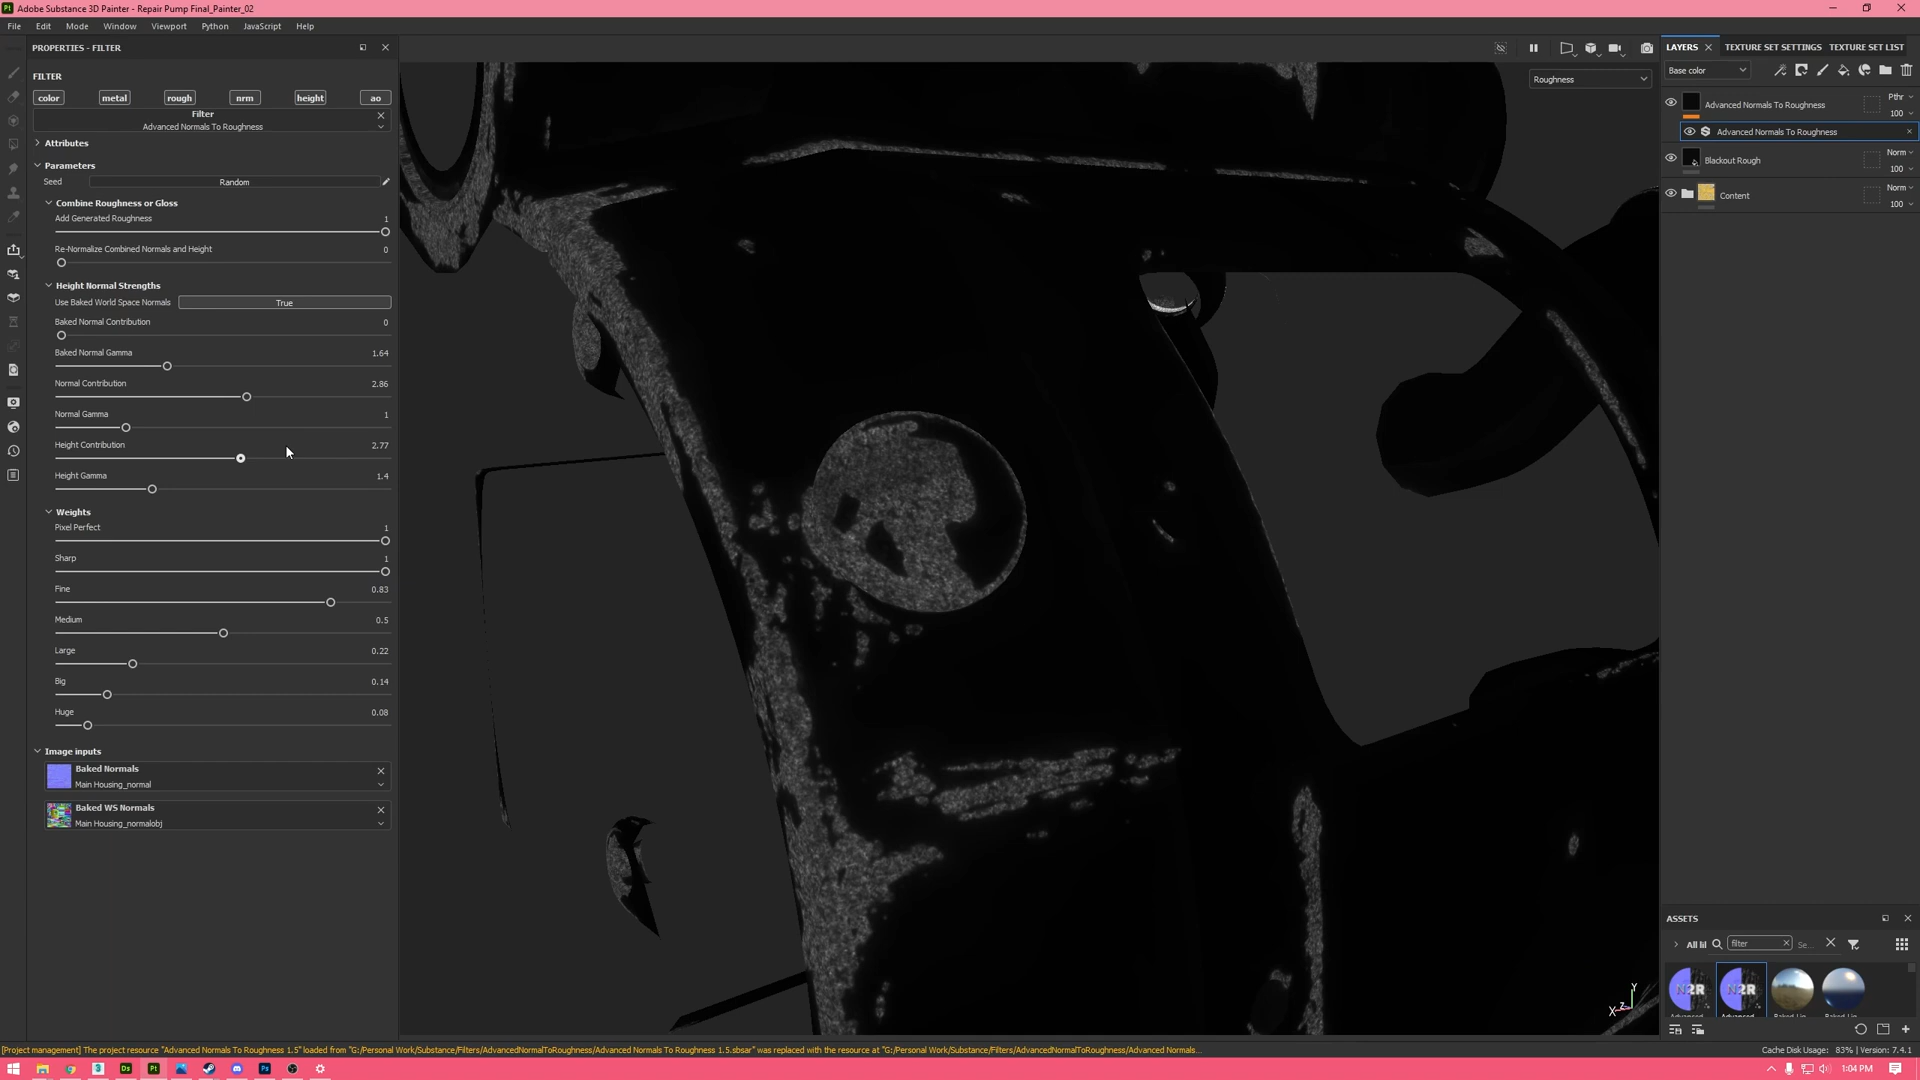 Adobe Substance 3D Painter - Repair Pump Final_Painter_02
File Edit Mode Window Viewport Python JavaScript Help
PROPERTIES - FILTER
FILTER
color metal rough nrm height ao
Filter
Advanced Normals To Roughness
Attributes
Parameters
Seed Random
Combine Roughness or Gloss
Add Generated Roughness 1
Re-Normalize Combined Normals and Height 0
Height Normal Strengths
Use Baked World Space Normals True
Baked Normal Contribution 0
Baked Normal Gamma 1.64
Normal Contribution 2.86
Normal Gamma 1
Height Contribution 2.77
Height Gamma 1.4
Weights
Pixel Perfect 1
Sharp 1
Fine 0.83
Medium 0.5
Large 0.22
Big 0.14
Huge 0.08
Image inputs
Baked Normals
Main Housing_normal
Baked WS Normals
Main Housing_normalobj
Roughness
Y
Z
X
LAYERS TEXTURE SET SETTINGS TEXTURE SET LIST
Base color
Advanced Normals To Roughness Pthr
100
Advanced Normals To Roughness
Blackout Rough Norm
100
Content Norm
100
ASSETS
All lil filter Se...
N2R N2R
[Project management] The project resource "Advanced Normals To Roughness 1.5" loaded from "G:/Personal Work/Substance/Filters/AdvancedNormalToRoughness/Advanced Normals To Roughness 1.5.sbsar" was replaced with the resource at "G:/Personal Work/Substance/Filters/AdvancedNormalToRoughness/Advanced Normals...
Cache Disk Usage: 83% | Version: 7.4.1
1:04 PM